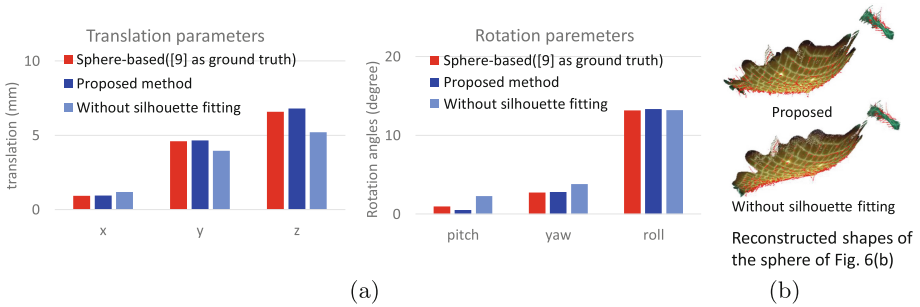 Translation parameters
10
5
0
translation (mm)
Sphere-based([9] as ground truth)
Proposed method
Without silhouette fitting
x
y
z
Rotation paremeters
20
10
0
Rotation angles (degree)
Sphere-based([9] as ground truth)
Proposed method
Without silhouette fitting
pitch
yaw
roll
(a)
(b)
Proposed
Without silhouette fitting
Reconstructed shapes of
the sphere of Fig. 6(b)
(a)
(b)